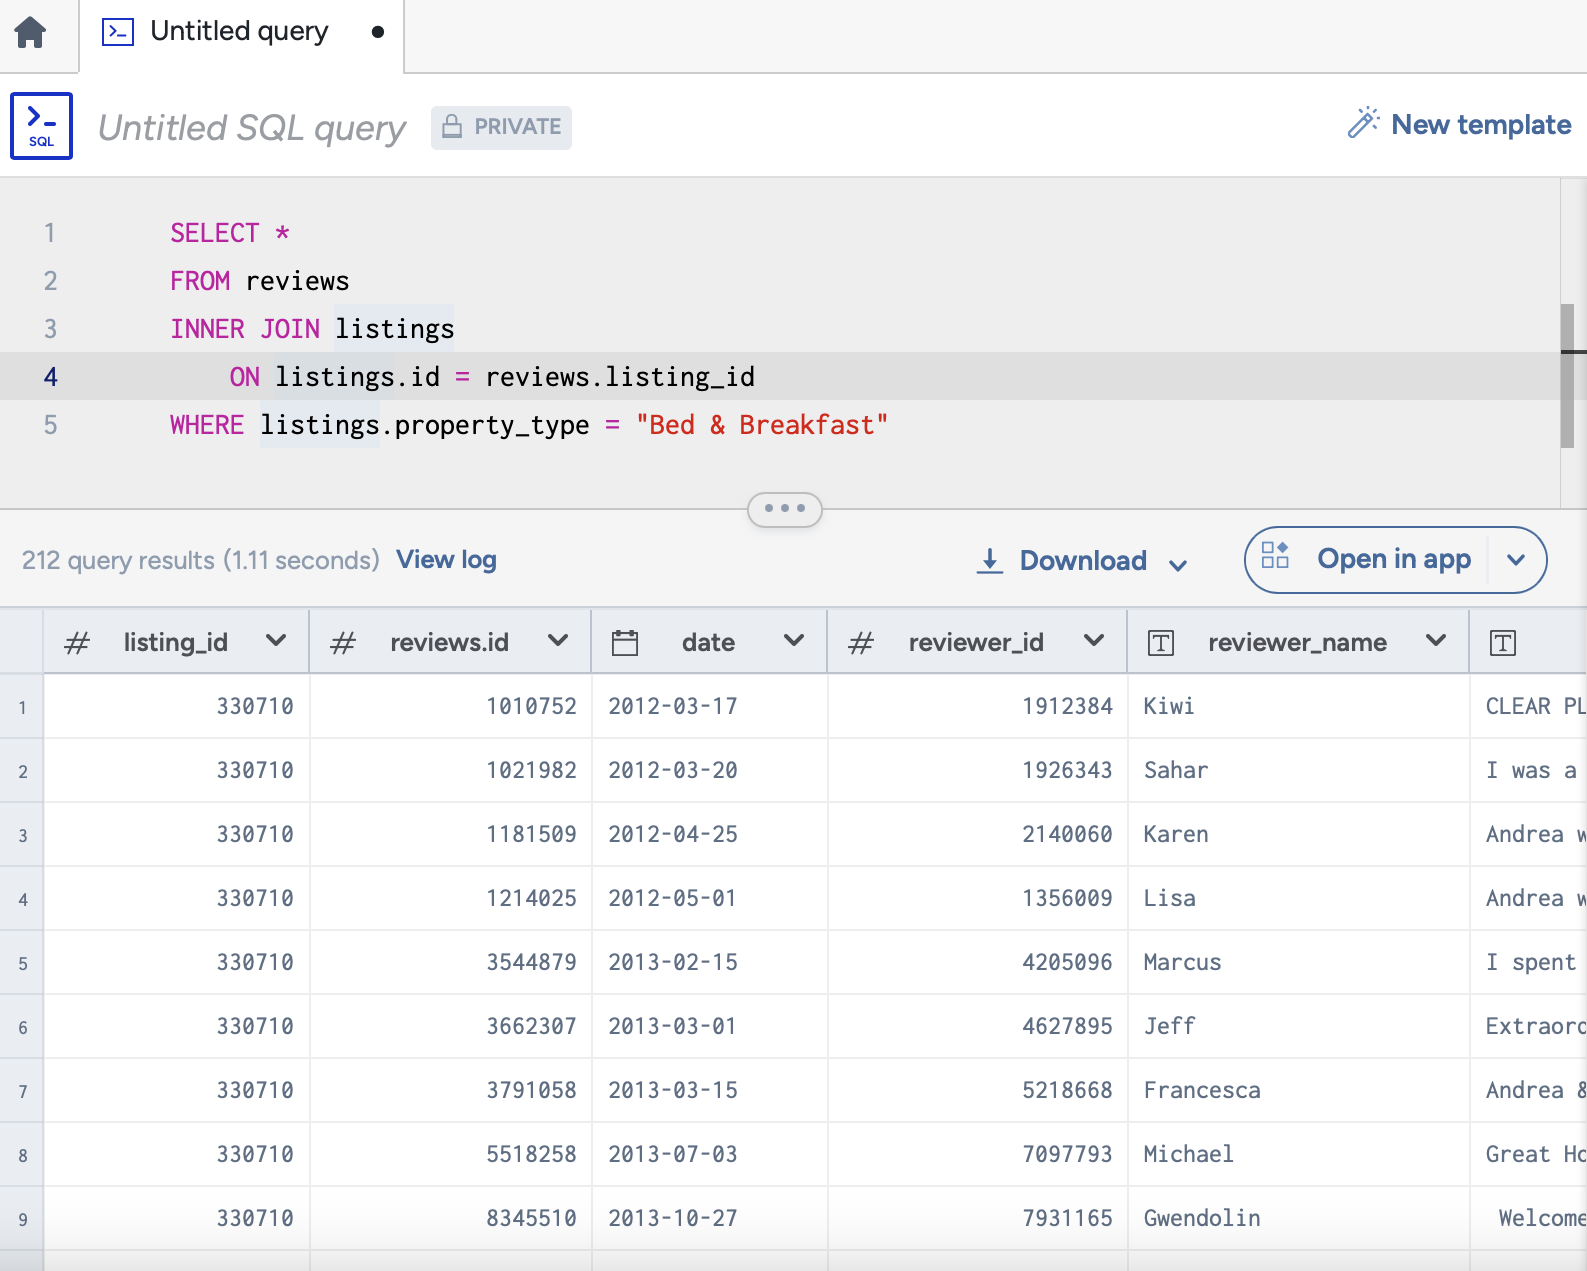 Untitled query
SQL
Untitled SQL query PRIVATE New template
1 SELECT *
2 FROM reviews
3 INNER JOIN listings
4 ON listings.id = reviews.listing_id
5 WHERE listings.property_type = "Bed & Breakfast"
212 query results (1.11 seconds) View log Download Open in app
# listing_id # reviews.id date # reviewer_id T reviewer_name T
1 330710 1010752 2012-03-17 1912384 Kiwi CLEAR
2 330710 1021982 2012-03-20 1926343 Sahar I was a
3 330710 1181509 2012-04-25 2140060 Karen Andrea
4 330710 1214025 2012-05-01 1356009 Lisa Andrea
5 330710 3544879 2013-02-15 4205096 Marcus I spent
6 330710 3662307 2013-03-01 4627895 Jeff
7 330710 3791058 2013-03-15 5218668 Francesca Andrea &
8 330710 5518258 2013-07-03 7097793 Michael Great
9 330710 8345510 2013-10-27 7931165 Gwendolin Welcome